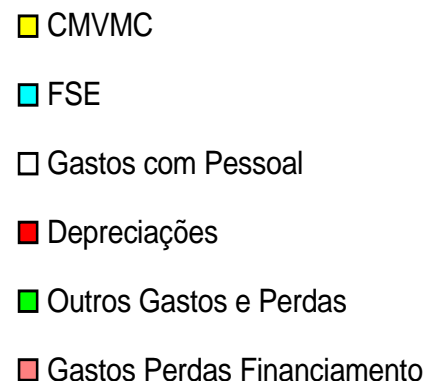 CMVMC
FSE
Gastos com Pessoal
Depreciações
Outros Gastos e Perdas
Gastos Perdas Financiamento